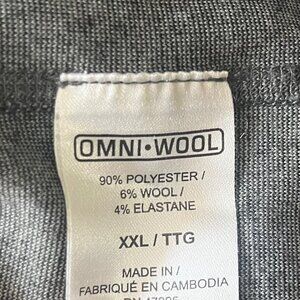 OMNI•WOOL
90% POLYESTER /
6% WOOL /
4% ELASTANE
XXL / TTG
MADE IN /
FABRIQUÉ EN CAMBODIA